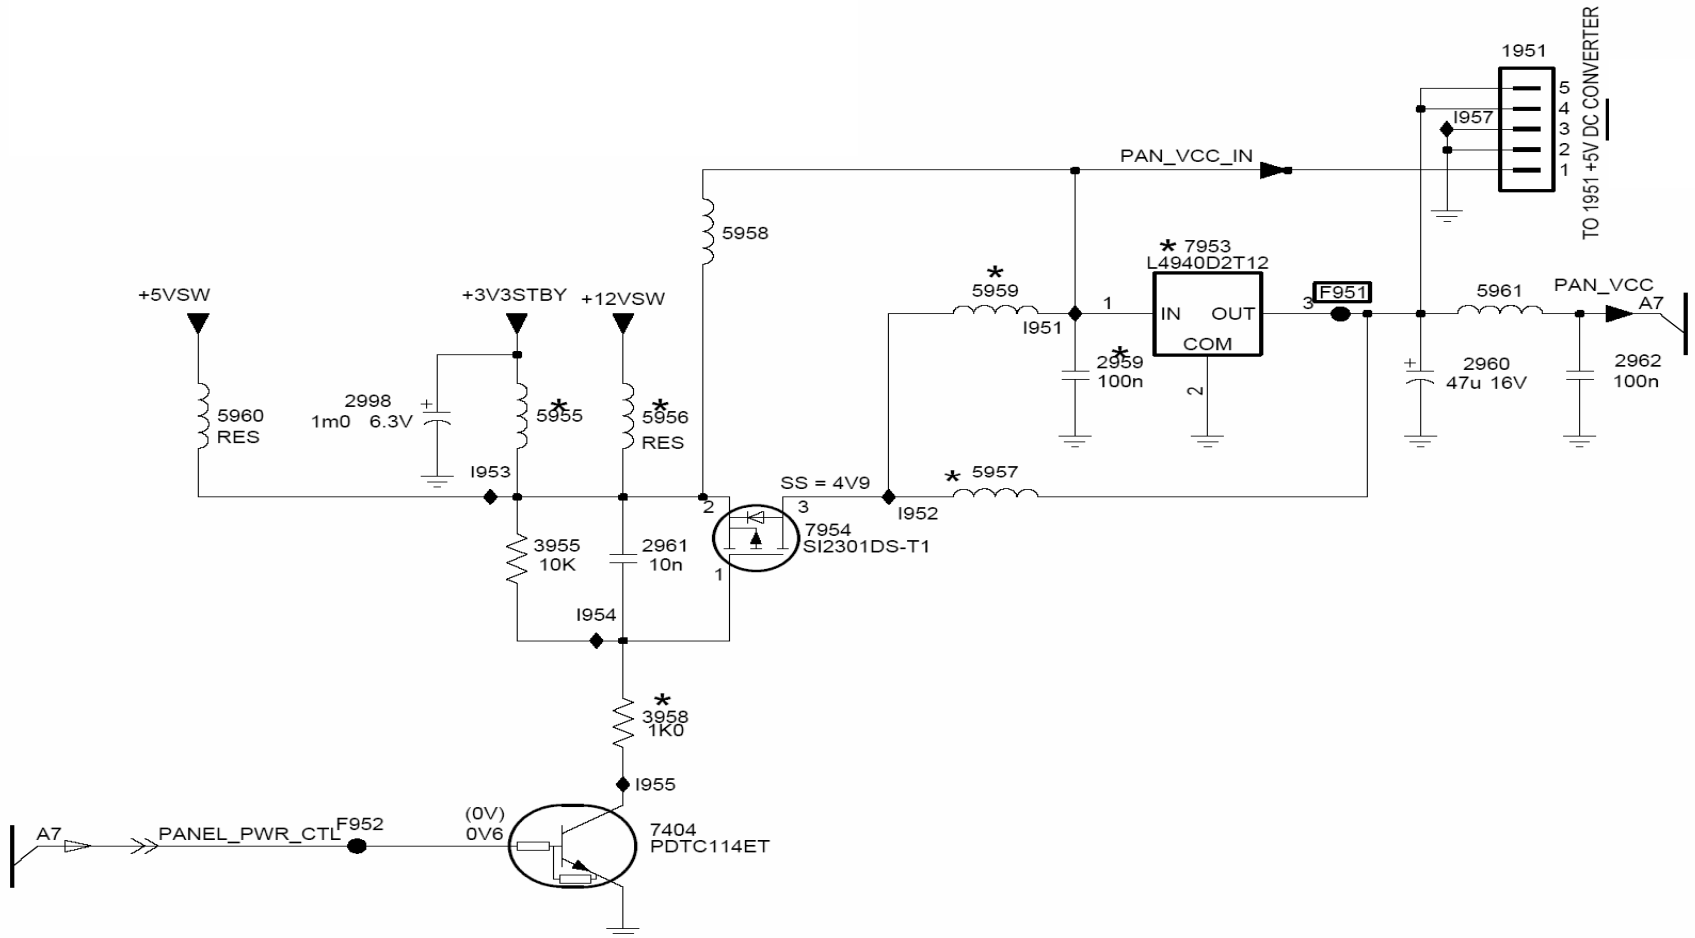 1951
TO 1951 +5V DC CONVERTER
5
4
I957
3
2
1
PAN_VCC_IN
5958
* 7953
L4940D2T12
*
5959
F951
5961
PAN_VCC
A7
+5VSW
+3V3STBY
+12VSW
1
IN
OUT
3
I951
COM
*
2959
100n
2
2960
+
47u 16V
2962
100n
5960
RES
2998
+
1m0 6.3V
*
5955
*
5956
RES
I953
SS = 4V9
* 5957
2
3
I952
7954
SI2301DS-T1
3955
10K
2961
10n
1
I954
*
3958
1K0
I955
A7
PANEL_PWR_CTL
F952
(0V)
0V6
7404
PDTC114ET